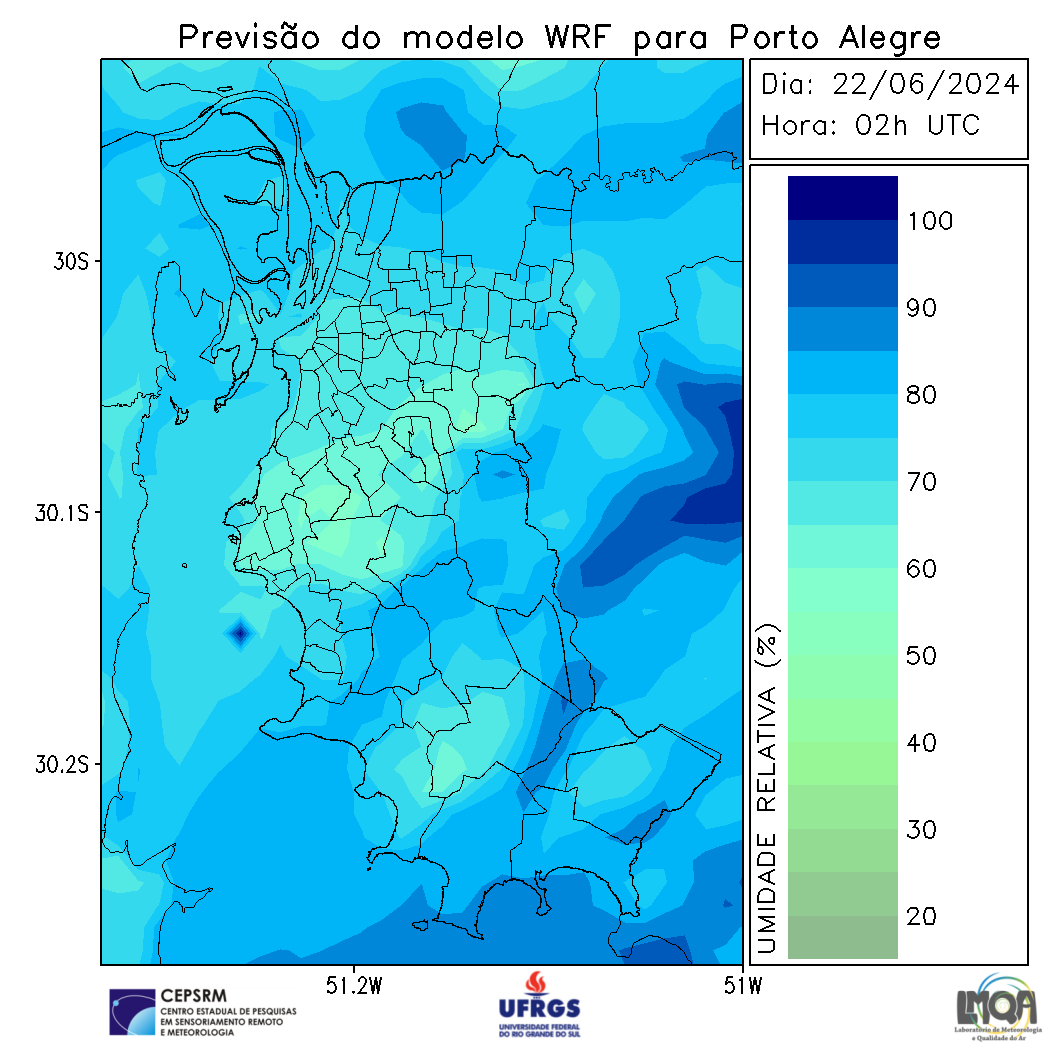 Previsão do modelo WRF para Porto Alegre
Dia: 22/06/2024
Hora: 02h UTC
30S
30.1S
30.2S
51.2W
51W
100
90
80
70
60
50
40
30
20
UMIDADE RELATIVA (%)
CEPSRM
CENTRO ESTADUAL DE PESQUISAS
EM SENSORIAMENTO REMOTO
E METEOROLOGIA
UFRGS
UNIVERSIDADE FEDERAL
DO RIO GRANDE DO SUL
LMQA
Laboratório de Meteorologia
e Qualidade do Ar